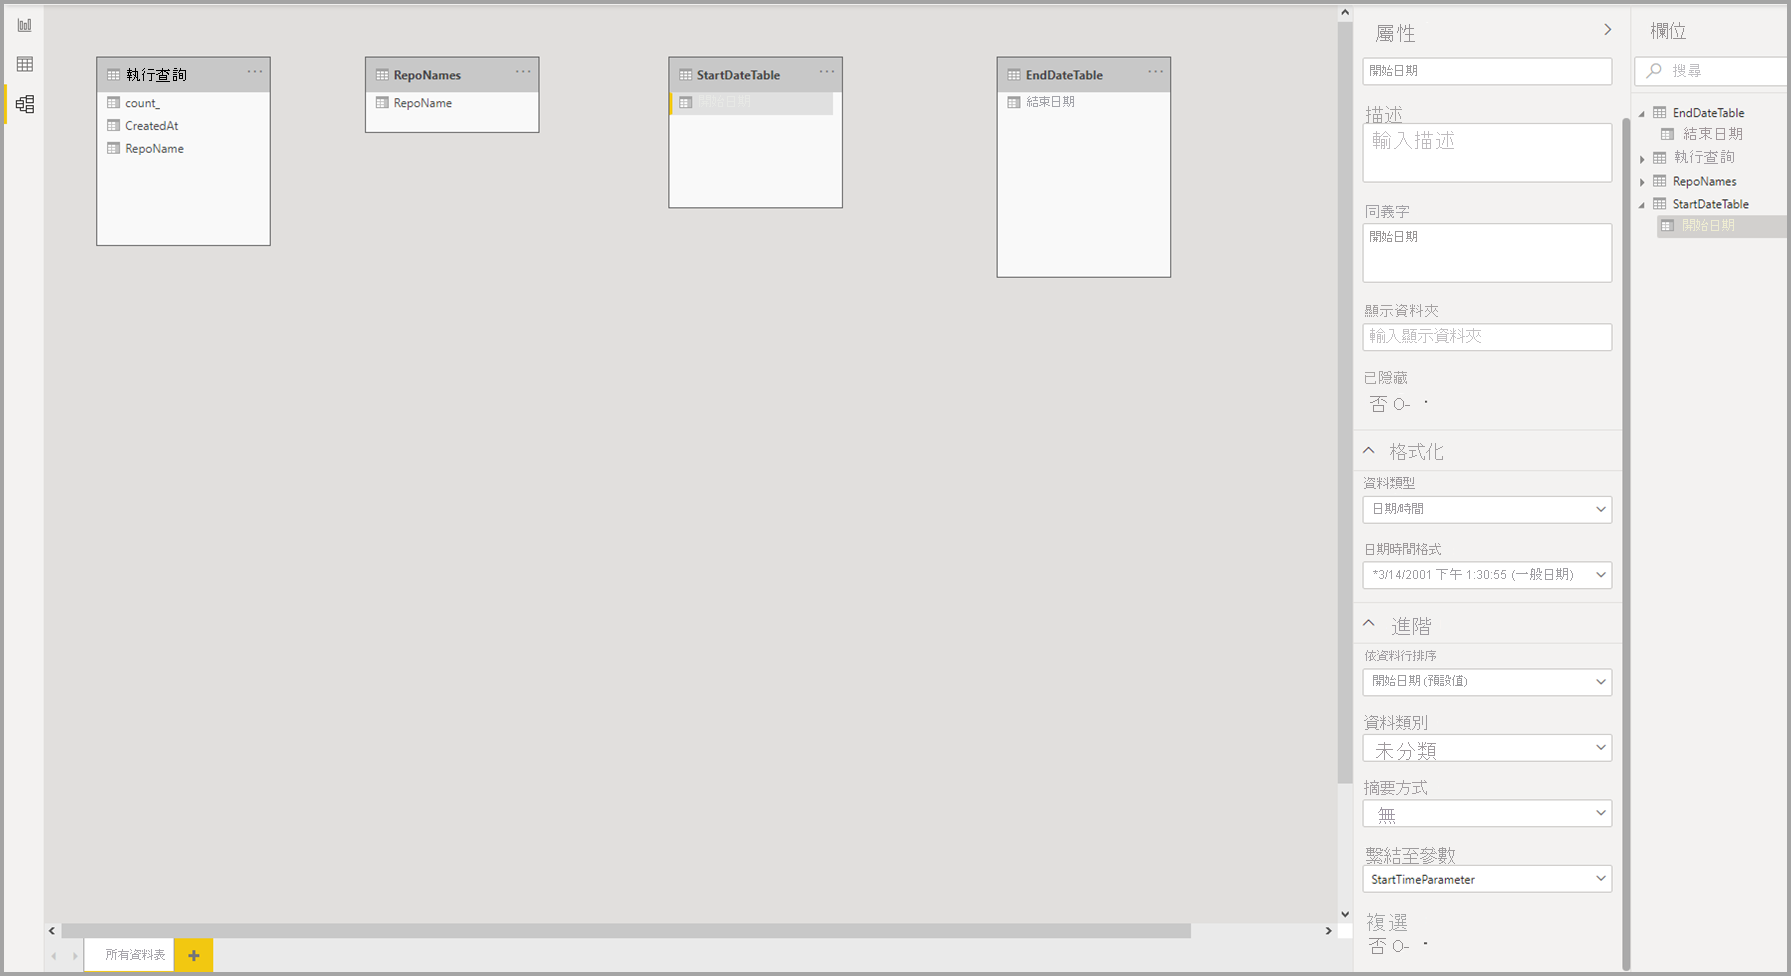 執行查詢
count_
CreatedAt
RepoName
RepoNames
RepoName
StartDateTable
開始日期
EndDateTable
結束日期
所有資料表
屬性
開始日期
描述
輸入描述
同義字
開始日期
顯示資料夾
輸入顯示資料夾
已隱藏
否
格式化
資料類型
日期/時間
日期時間格式
*3/14/2001 下午 1:30:55 (一般日期)
進階
依資料行排序
開始日期 (預設值)
資料類別
未分類
摘要方式
無
繫結至參數
StartTimeParameter
複選
否
欄位
搜尋
EndDateTable
結束日期
執行查詢
RepoNames
StartDateTable
開始日期